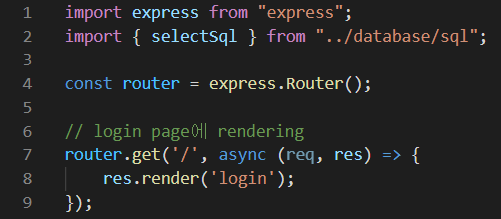 1 import express from "express";
2 import { selectSql } from "../database/sql";
3
4 const router = express.Router();
5
6 // login page에 rendering
7 router.get('/', async (req, res) => {
8     res.render('login');
9 });